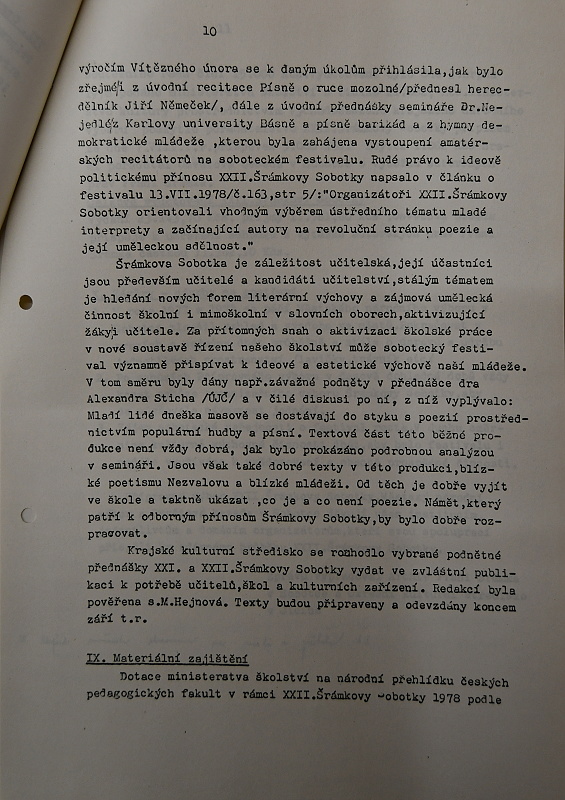 10
výročím Vítězného února se k daným úkolům přihlásila,jak bylo
zřejmé/i z úvodní recitace Písně o ruce mozolné/přednesl herec-
dělník Jiří Němeček/, dále z úvodní přednášky semináře Dr.Ne-
jedlé/z Karlovy university Básně a písně barikád a z hymny de-
mokratické mládeže ,kterou byla zahájena vystoupení amatér-
ských recitátorů na soboteckém festivalu. Rudé právo k ideově
politickému přínosu XXII.Šrámkovy Sobotky napsalo v článku o
festivalu 13.VII.1978/č.163,str 5/:"Organizátoři XXII.Šrámkovy
Sobotky orientovali vhodným výběrem ústředního tématu mladé
interprety a začínající autory na revoluční stránku poezie a
její uměleckou sdělnost."
Šrámkova Sobotka je záležitost učitelská,její účastníci
jsou především učitelé a kandidáti učitelství,stálým tématem
je hledání nových forem literární výchovy a zájmová umělecká
činnost školní i mimoškolní v slovních oborech,aktivizující
žáky/i učitele. Za přítomných snah o aktivizaci školské práce
v nové soustavě řízení našeho školství může sobotecký festi-
val významně přispívat k ideové a estetické výchově naší mládeže.
V tom směru byly dány např.závažné podněty v přednášce dra
Alexandra Sticha /ÚJČ/ a v čilé diskusi po ní, z níž vyplývalo:
Mladí lidé dneška masově se dostávají do styku s poezií prostřed-
nictvím populární hudby a písní. Textová část této běžné pro-
dukce není vždy dobrá, jak bylo prokázáno podrobnou analýzou
v semináři. Jsou však také dobré texty v této produkci,blíz-
ké poetismu Nezvalovu a blízké mládeži. Od těch je dobře vyjít
ve škole a taktně ukázat ,co je a co není poezie. Námět,který
patří k odborným přínosům Šrámkovy Sobotky,by bylo dobře roz-
pracovat.
Krajské kulturní středisko se rozhodlo vybrané podnětné
přednášky XXI. a XXII.Šrámkovy Sobotky vydat ve zvláštní publi-
kaci k potřebě učitelů,škol a kulturních zařízení. Redakcí byla
pověřena s.M.Hejnová. Texty budou připraveny a odevzdány koncem
září t.r.
IX. Materiální zajištění
Dotace ministerstva školství na národní přehlídku českých
pedagogických fakult v rámci XXII.Šrámkovy Sobotky 1978 podle